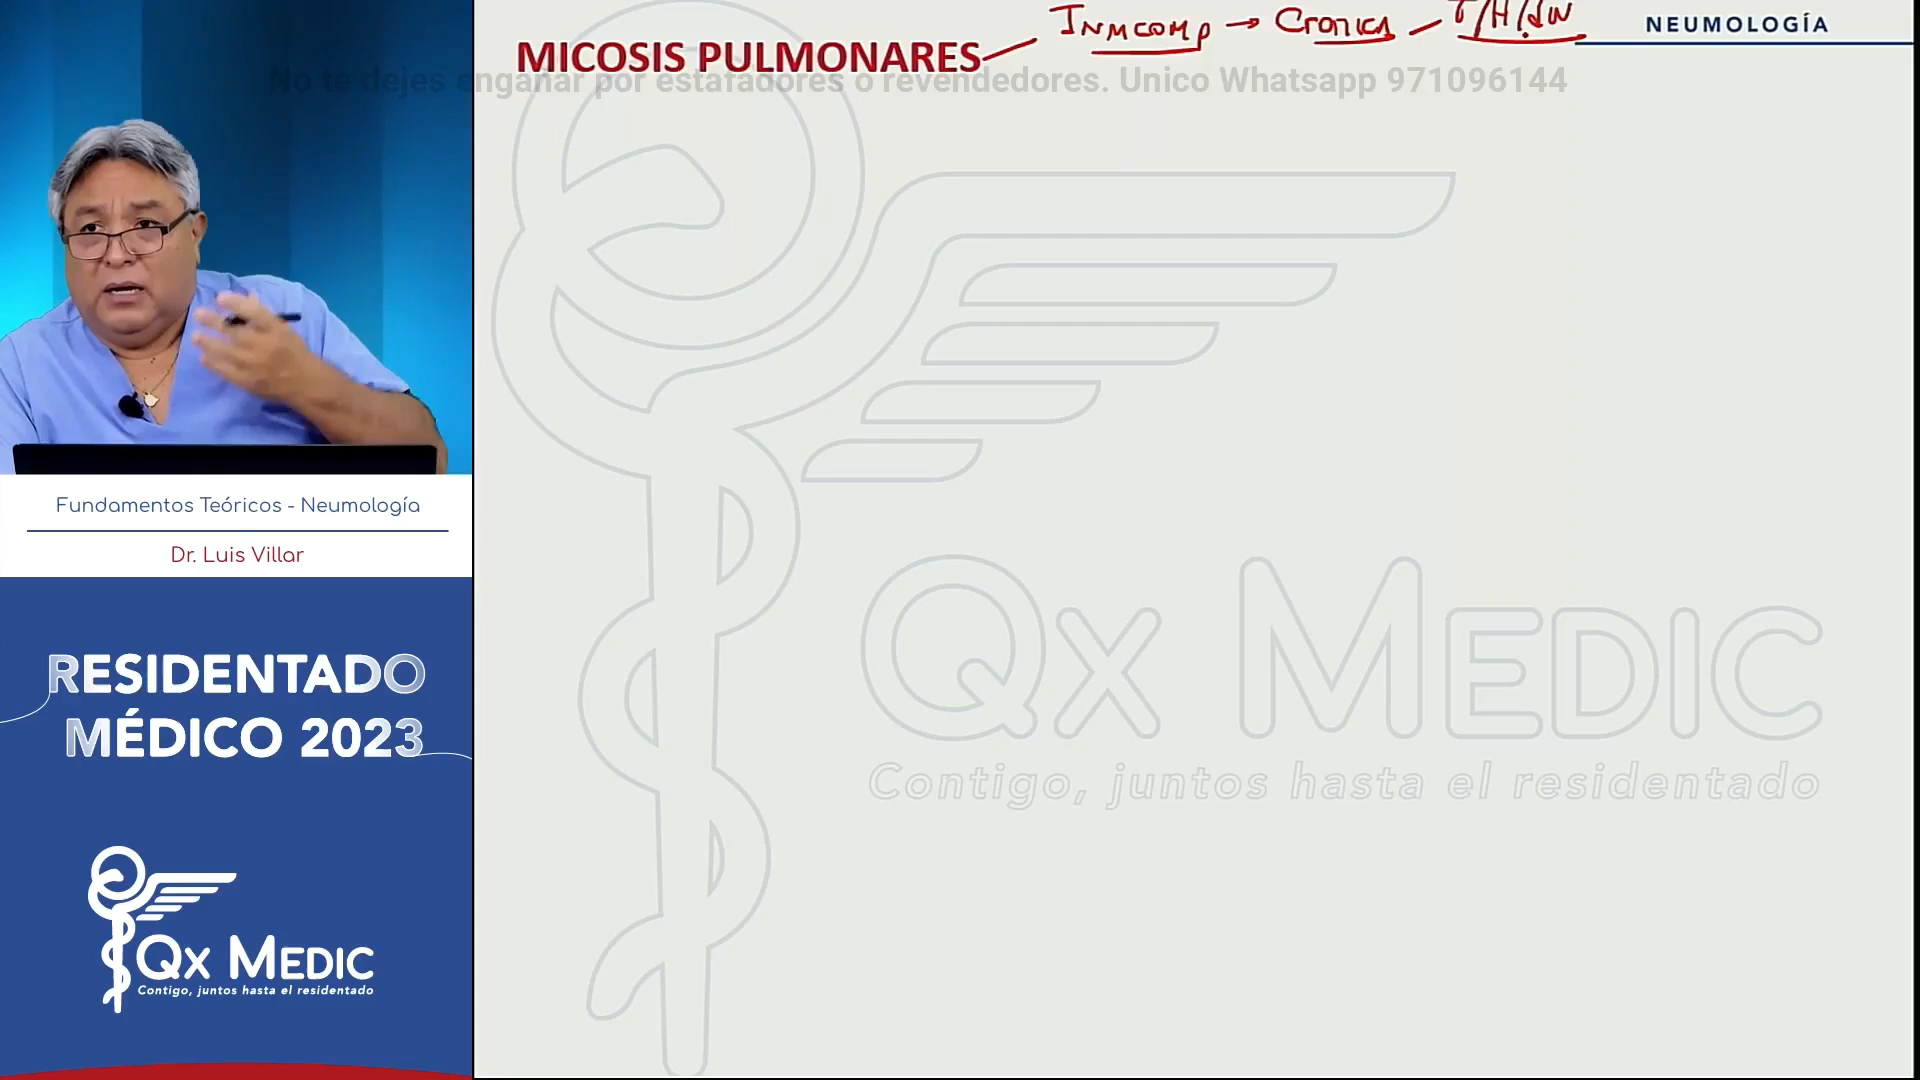 INMCOMP → CRONICA
NEUMOLOGÍA
MICOSIS PULMONARES
No te dejes engañar por estafadores o revendedores. Unico Whatsapp 971096144
Fundamentos Teóricos - Neumología
Dr. Luis Villar
RESIDENTADO
MÉDICO 2023
QX MEDIC
Contigo, juntos hasta el residentado
QX MEDIC
Contigo, juntos hasta el residentado